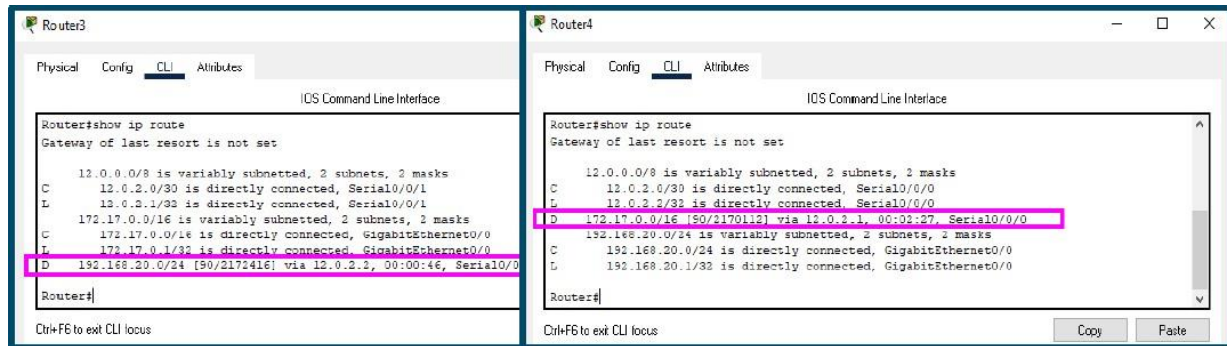 Router3
Physical Config CLI Attributes
IOS Command Line Interface
Router#show ip route
Gateway of last resort is not set
12.0.0.0/8 is variably subnetted, 2 subnets, 2 masks
C 12.0.2.0/30 is directly connected, Serial0/0/1
L 12.0.2.1/32 is directly connected, Serial0/0/1
172.17.0.0/16 is variably subnetted, 2 subnets, 2 masks
C 172.17.0.0/16 is directly connected, GigabitEthernet0/0
L 172.17.0.1/32 is directly connected, GigabitEthernet0/0
D 192.168.20.0/24 [90/2172416] via 12.0.2.2, 00:00:46, Serial0/0
Router#
Ctrl+F6 to exit CLI focus
Router4
Physical Config CLI Attributes
IOS Command Line Interface
Router#show ip route
Gateway of last resort is not set
12.0.0.0/8 is variably subnetted, 2 subnets, 2 masks
C 12.0.2.0/30 is directly connected, Serial0/0/0
L 12.0.2.2/32 is directly connected, Serial0/0/0
D 172.17.0.0/16 [90/2170112] via 12.0.2.1, 00:02:27, Serial0/0/0
192.168.20.0/24 is variably subnetted, 2 subnets, 2 masks
C 192.168.20.0/24 is directly connected, GigabitEthernet0/0
L 192.168.20.1/32 is directly connected, GigabitEthernet0/0
Router#
Ctrl+F6 to exit CLI focus
Copy Paste